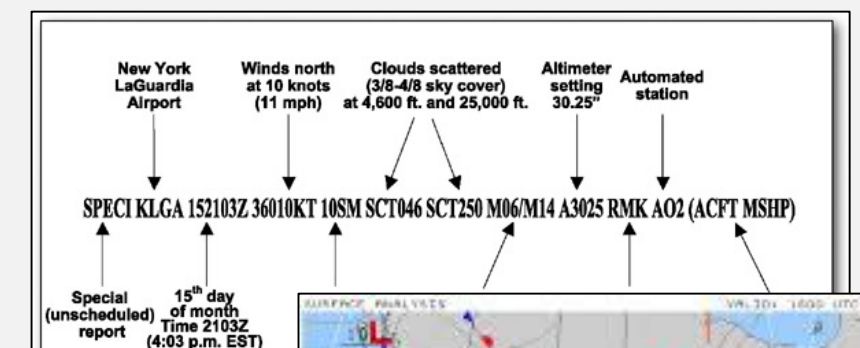 New York
LaGuardia
Airport
Winds north
at 10 knots
(11 mph)
Clouds scattered
(3/8-4/8 sky cover)
at 4,600 ft. and 25,000 ft.
Altimeter
setting
30.25"
Automated
station
SPECI KLGA 152103Z 36010KT 10SM SCT046 SCT250 M06/M14 A3025 RMK AO2 (ACFT MSHP)
Special
(unscheduled)
report
15th day
of month
Time 2103Z
(4:03 p.m. EST)
SURFACE ANALYSIS
VALID: 1800 UTC
L